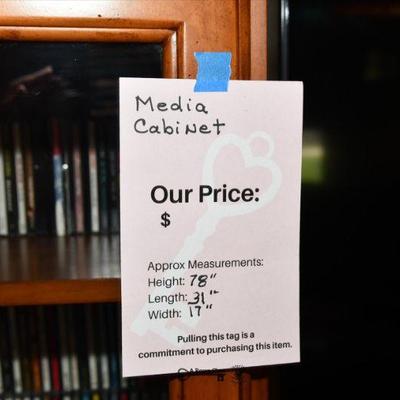 Media
Cabinet
Our Price:
$
Approx Measurements:
Height: 78"
Length: 31"
Width: 17"
Pulling this tag is a
commitment to purchasing this item.